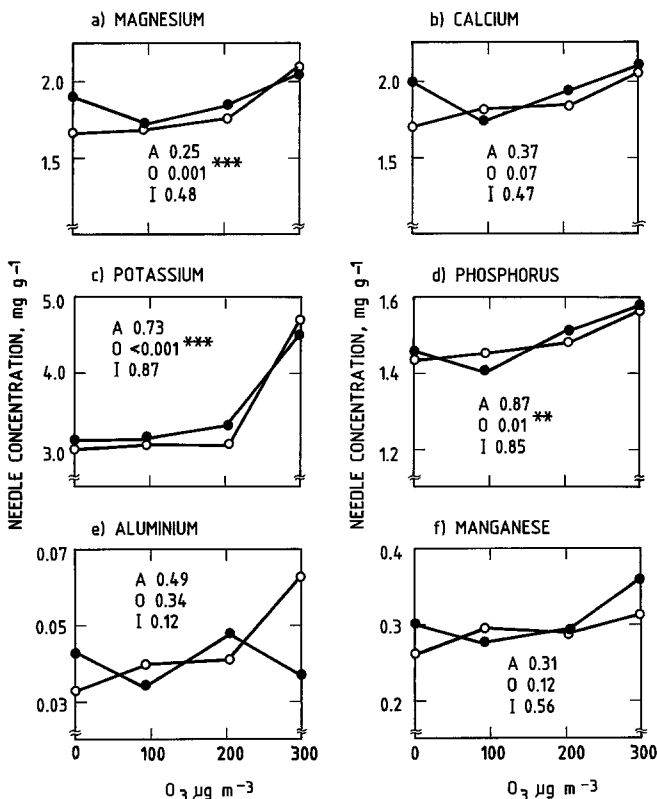 a) MAGNESIUM
2.0
1.5
A 0.25
O 0.001 ***
I 0.48
b) CALCIUM
2.0
1.5
A 0.37
O 0.07
I 0.47
NEEDLE CONCENTRATION, mg g-1
c) POTASSIUM
5.0
4.0
3.0
A 0.73
O <0.001 ***
I 0.87
NEEDLE CONCENTRATION, mg g-1
d) PHOSPHORUS
1.6
1.4
1.2
A 0.87
O 0.01 **
I 0.85
e) ALUMINIUM
0.07
0.05
0.03
A 0.49
O 0.34
I 0.12
0 100 200 300
O3 µg m-3
f) MANGANESE
0.4
0.3
0.2
A 0.31
O 0.12
I 0.56
0 100 200 300
O3 µg m-3